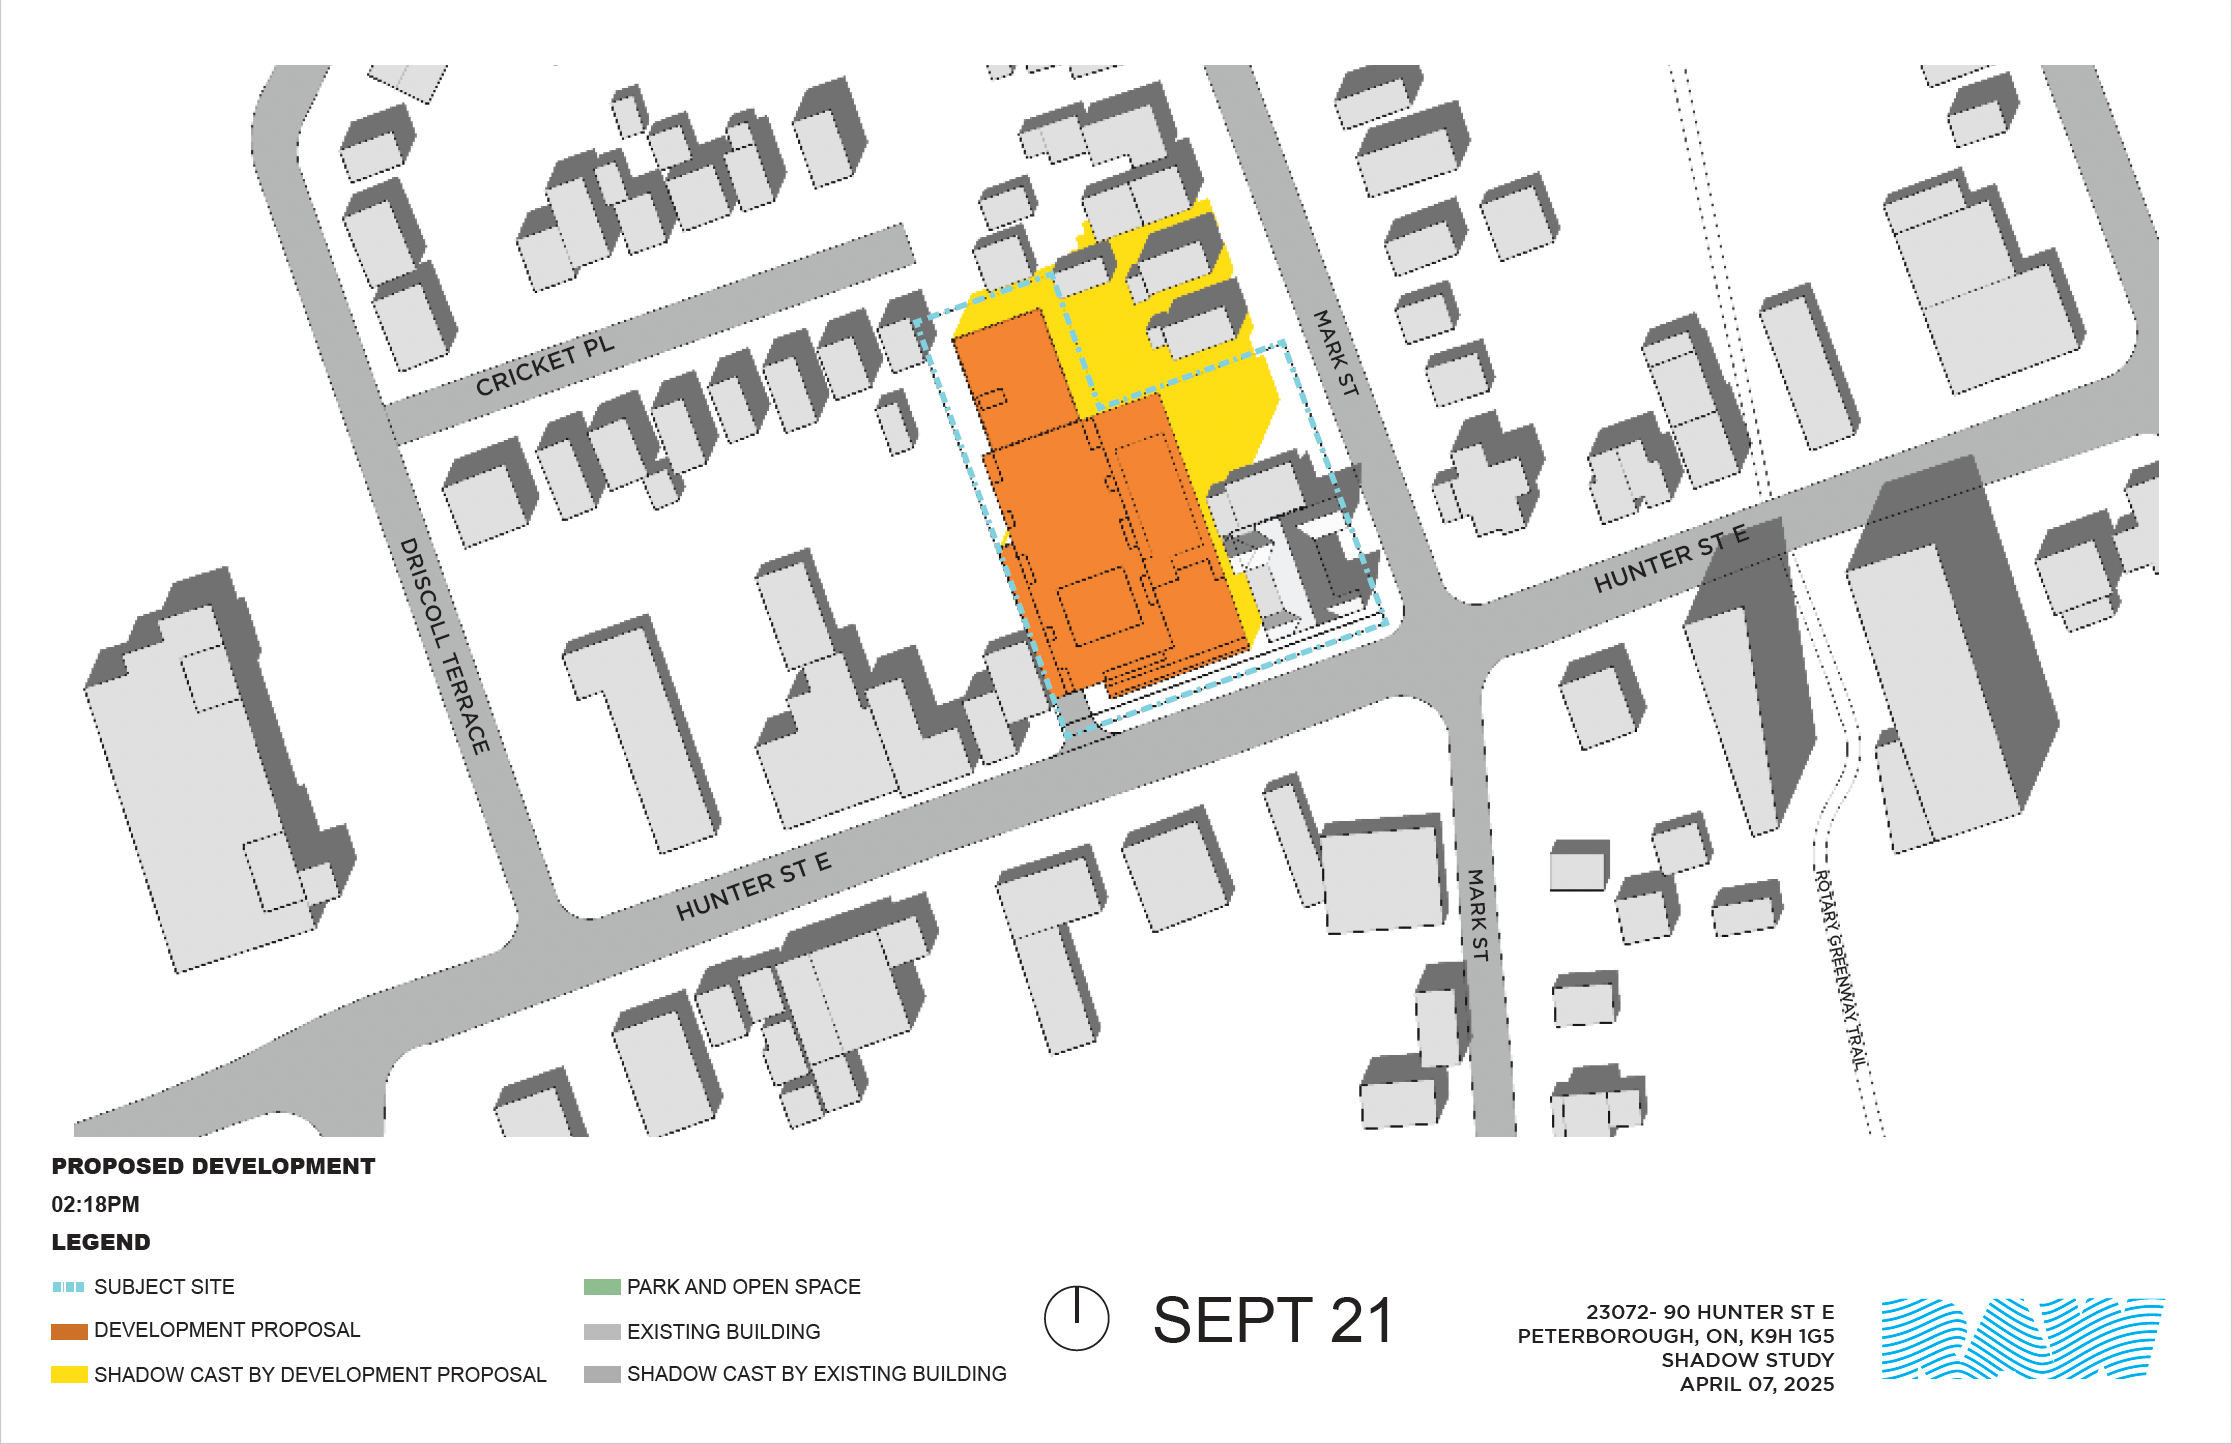 MARK ST
CRICKET PL
HUNTER ST E
DRISCOLL TERRACE
HUNTER ST E
MARK ST
ROTARY GREENWAY TRAIL
PROPOSED DEVELOPMENT
02:18PM
LEGEND
SUBJECT SITE
DEVELOPMENT PROPOSAL
SHADOW CAST BY DEVELOPMENT PROPOSAL
PARK AND OPEN SPACE
EXISTING BUILDING
SHADOW CAST BY EXISTING BUILDING
SEPT 21
23072- 90 HUNTER ST E
PETERBOROUGH, ON, K9H 1G5
SHADOW STUDY
APRIL 07, 2025